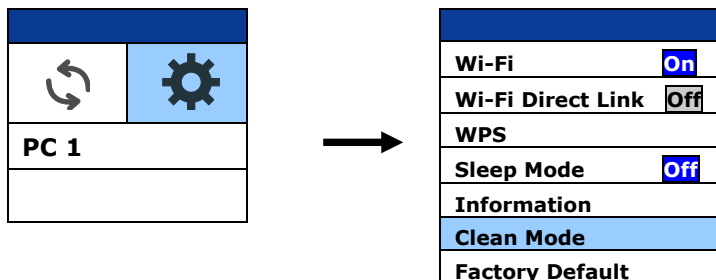 PC 1
Wi-Fi On
Wi-Fi Direct Link Off
WPS
Sleep Mode Off
Information
Clean Mode
Factory Default